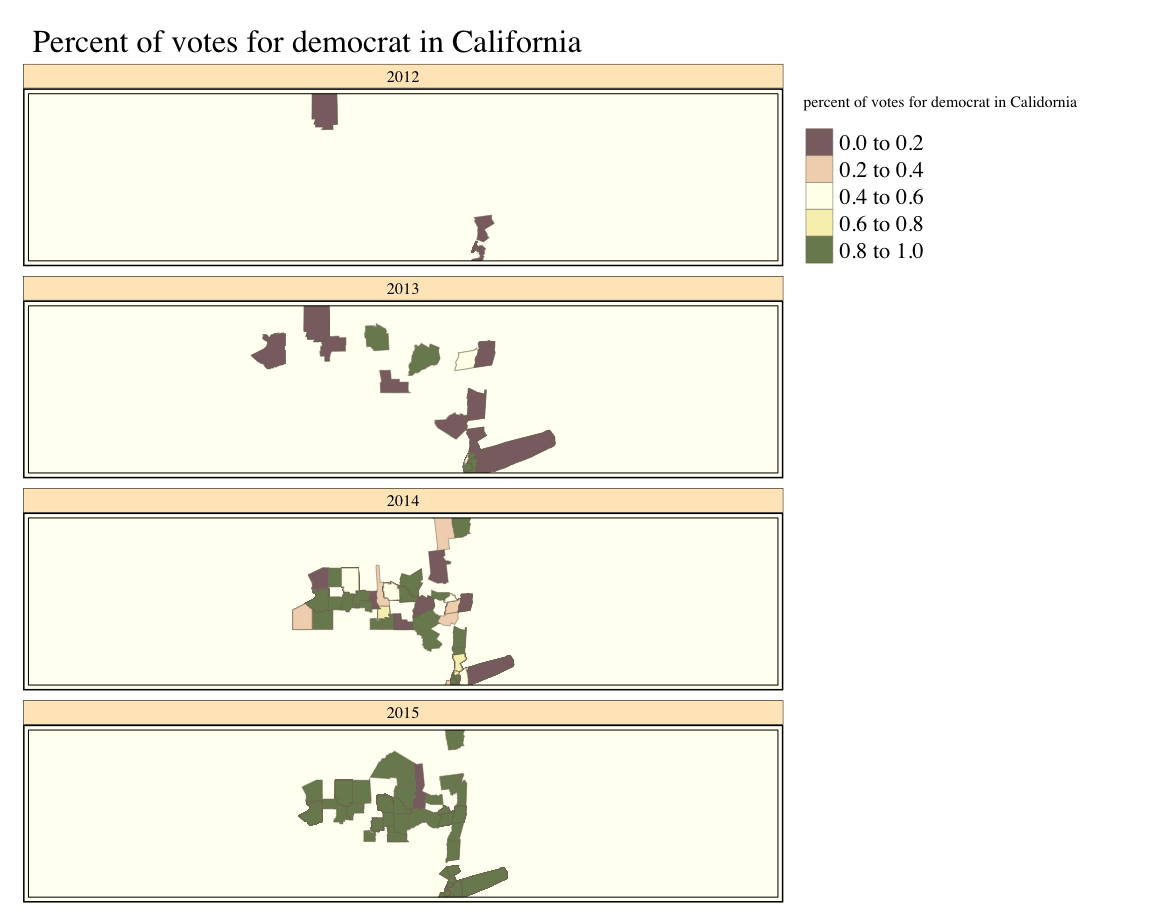 Percent of votes for democrat in California
2012
percent of votes for democrat in Calidornia
0.0 to 0.2
0.2 to 0.4
0.4 to 0.6
0.6 to 0.8
0.8 to 1.0
2013
2014
2015